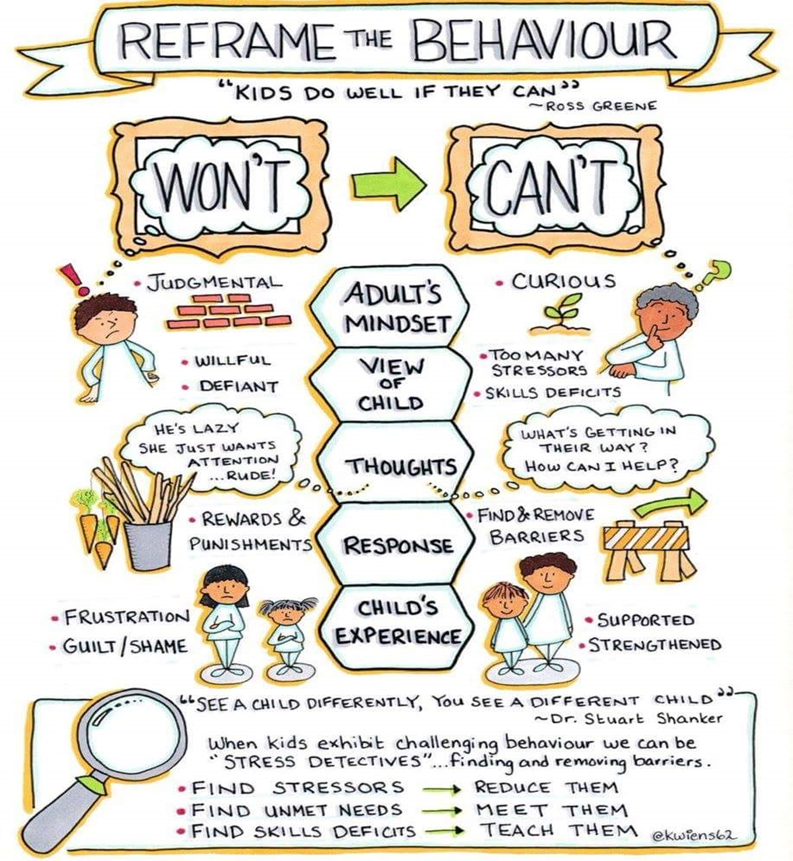 REFRAME THE BEHAVIOUR
"KIDS DO WELL IF THEY CAN"
~ROSS GREENE
WON'T
CAN'T
!
?
• JUDGMENTAL
ADULT'S
MINDSET
• CURIOUS
• WILLFUL
• DEFIANT
VIEW
OF
CHILD
• TOO MANY
STRESSORS
• SKILLS DEFICITS
HE'S LAZY
SHE JUST WANTS
ATTENTION
...RUDE!
THOUGHTS
WHAT'S GETTING IN
THEIR WAY?
HOW CAN I HELP?
• REWARDS &
PUNISHMENTS
RESPONSE
• FIND & REMOVE
BARRIERS
• FRUSTRATION
• GUILT/SHAME
CHILD'S
EXPERIENCE
• SUPPORTED
• STRENGTHENED
"SEE A CHILD DIFFERENTLY, YOU SEE A DIFFERENT CHILD"
~Dr. Stuart Shanker
When kids exhibit challenging behaviour we can be
"STRESS DETECTIVES"...finding and removing barriers.
• FIND STRESSORS → REDUCE THEM
• FIND UNMET NEEDS → MEET THEM
• FIND SKILLS DEFICITS → TEACH THEM
@kwiens62